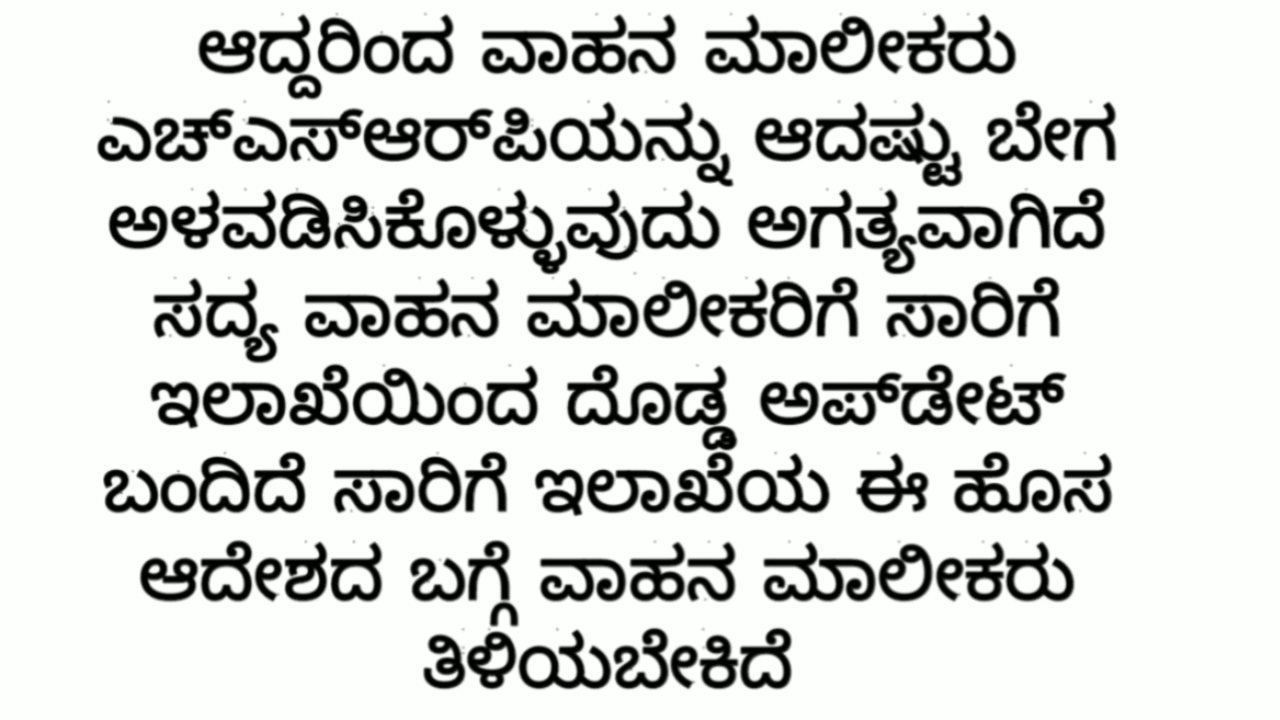 ಆದ್ದರಿಂದ ವಾಹನ ಮಾಲೀಕರು
ಎಚ್‌ಎಸ್‌ಆರ್‌ಪಿಯನ್ನು ಆದಷ್ಟು ಬೇಗ
ಅಳವಡಿಸಿಕೊಳ್ಳುವುದು ಅಗತ್ಯವಾಗಿದೆ
ಸದ್ಯ ವಾಹನ ಮಾಲೀಕರಿಗೆ ಸಾರಿಗೆ
ಇಲಾಖೆಯಿಂದ ದೊಡ್ಡ ಅಪ್‌ಡೇಟ್
ಬಂದಿದೆ ಸಾರಿಗೆ ಇಲಾಖೆಯ ಈ ಹೊಸ
ಆದೇಶದ ಬಗ್ಗೆ ವಾಹನ ಮಾಲೀಕರು
ತಿಳಿಯಬೇಕಿದೆ